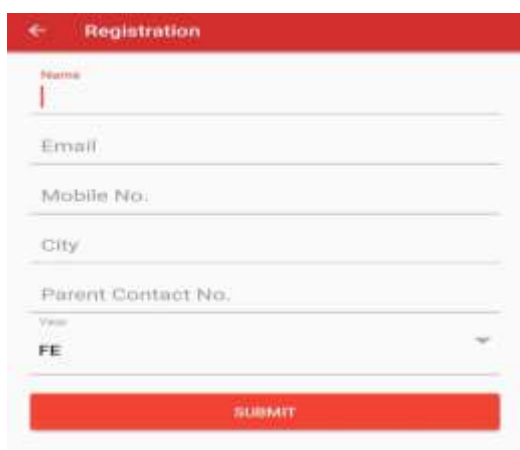 Registration
Name
Email
Mobile No.
City
Parent Contact No.
Year
FE
SUBMIT